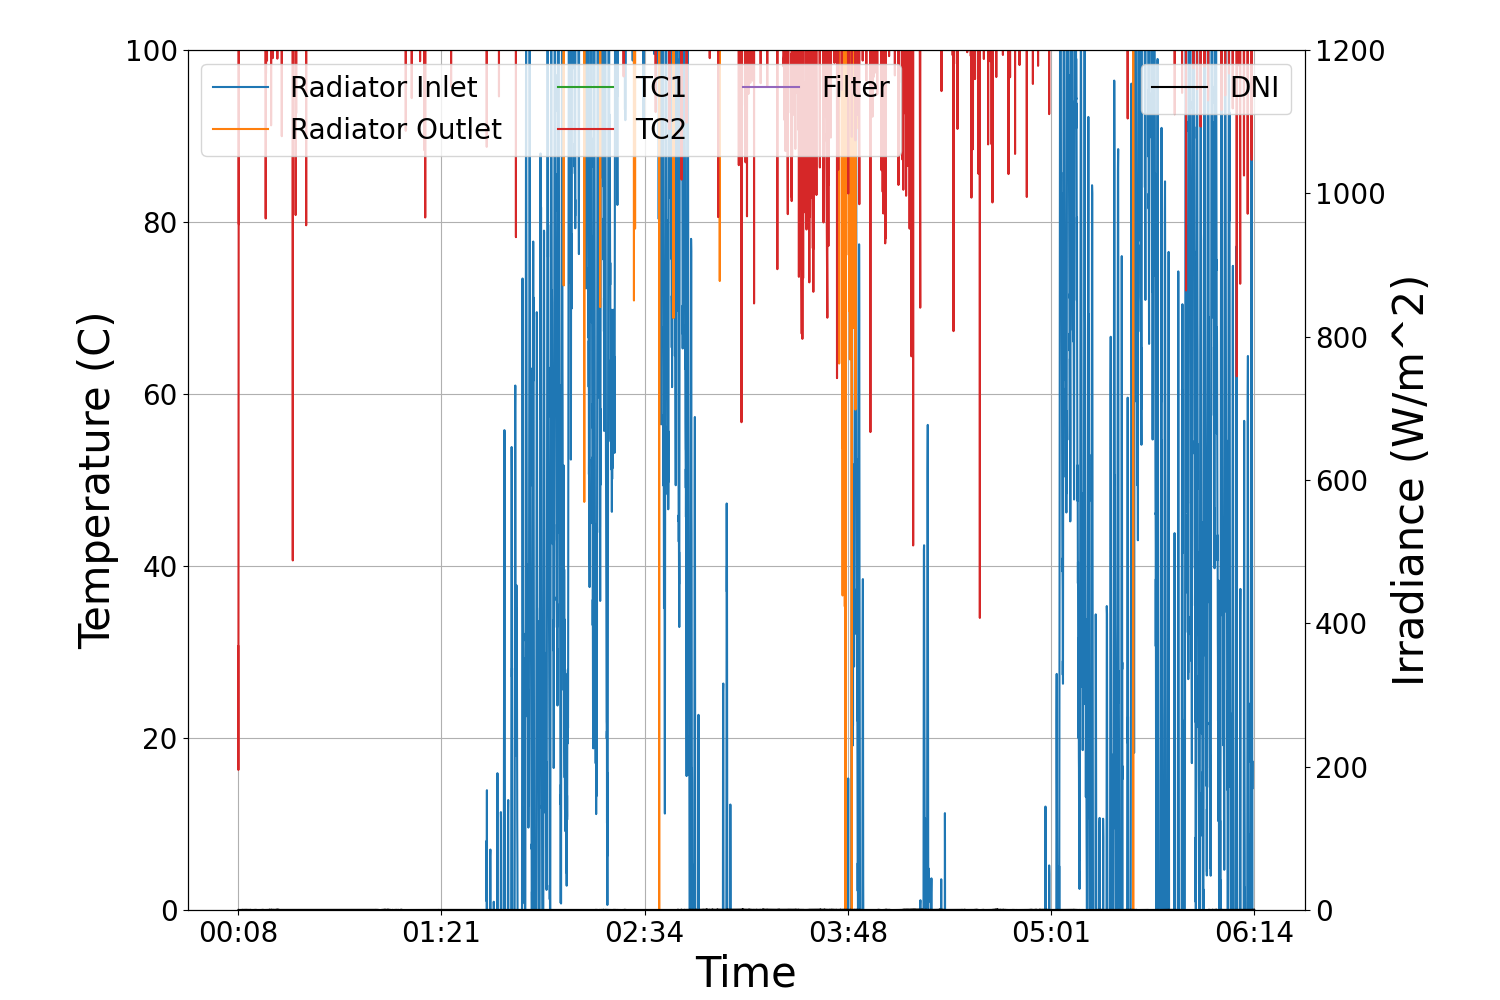 100
80
60
40
20
0
Temperature (C)
Radiator Inlet
Radiator Outlet
TC1
TC2
Filter
DNI
1200
1000
800
600
400
200
0
Irradiance (W/m^2)
00:08
01:21
02:34
03:48
05:01
06:14
Time